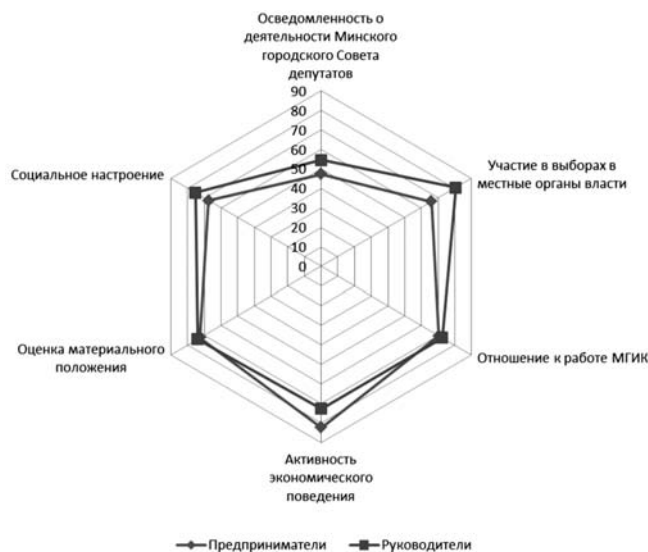 Осведомленность о
деятельности Минского
городского Совета
депутатов
90
80
70
60
50
40
30
20
10
0
Участие в выборах в
местные органы власти
Отношение к работе МГИК
Активность
экономического
поведения
Оценка материального
положения
Социальное настроение
Предприниматели
Руководители